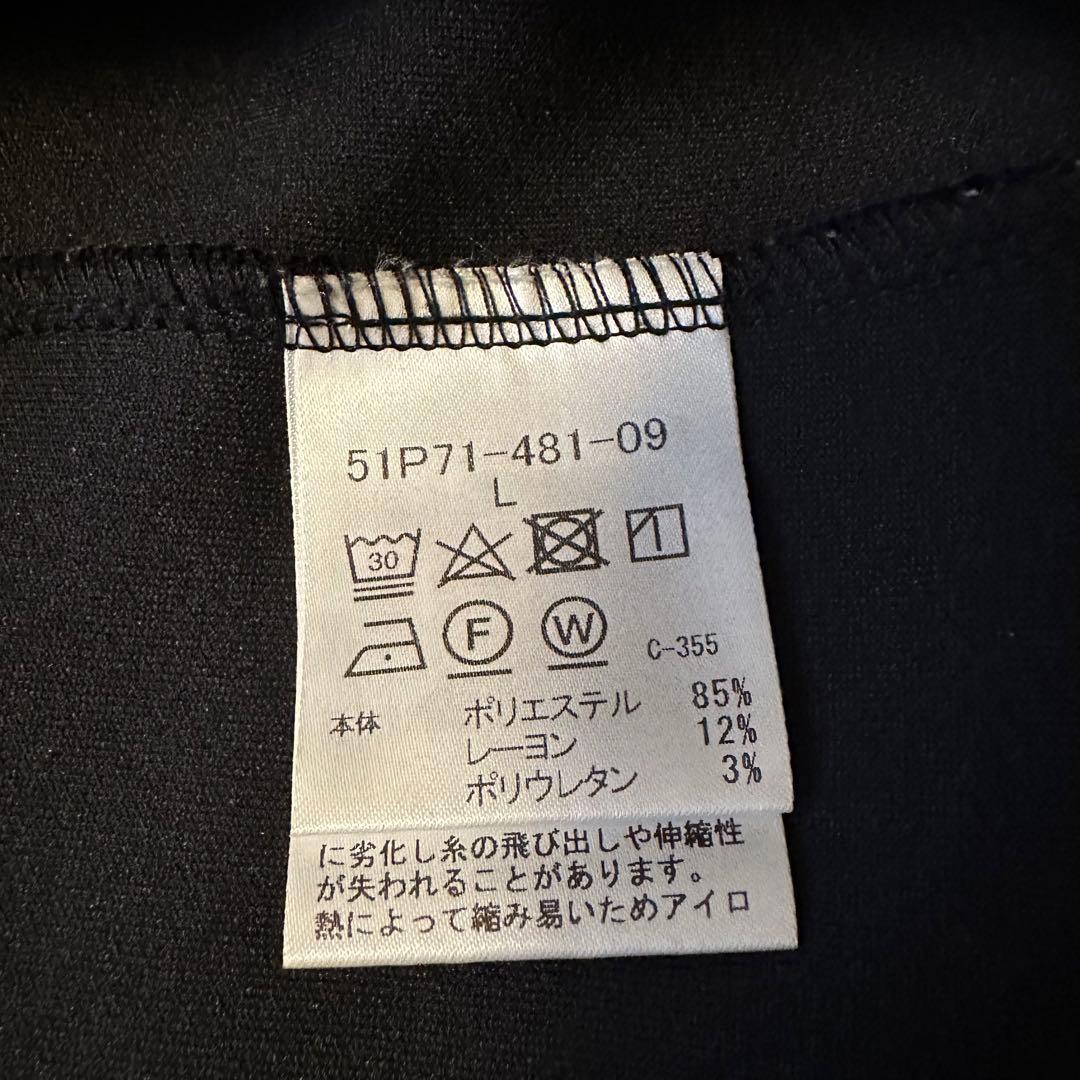 51P71-481-09
L
30
F W C-355
本体 ポリエステル 85%
レーヨン 12%
ポリウレタン 3%
に劣化し糸の飛び出しや伸縮性
が失われることがあります。
熱によって縮み易いためアイロ